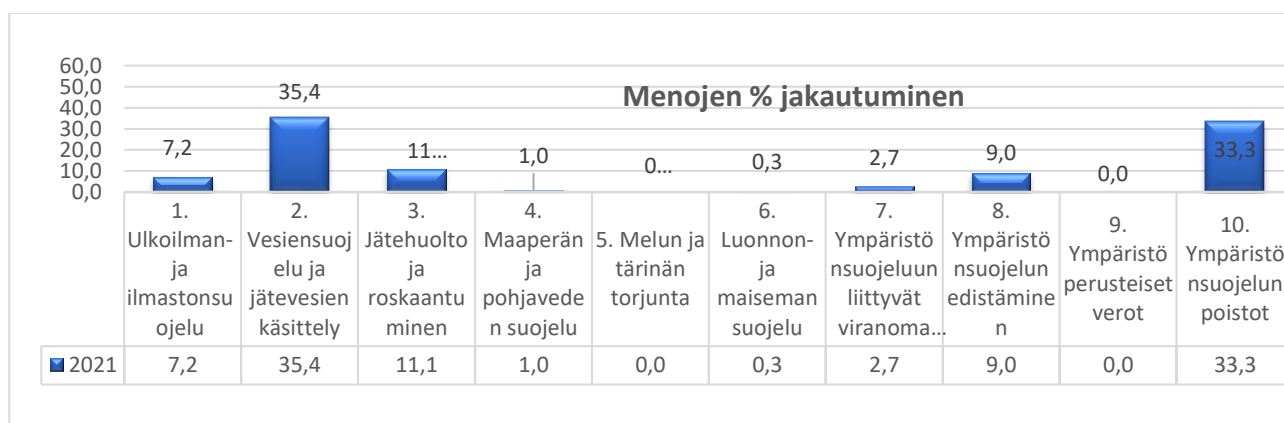 Menojen % jakautuminen
60,0
50,0
40,0
30,0
20,0
10,0
0,0
7,2
35,4
11…
1,0
0…
0,3
2,7
9,0
0,0
33,3
1.
Ulkoilman-
ja
ilmastonsu
ojelu
2.
Vesiensuoj
elu ja
jätevesien
käsittely
3.
Jätehuolto
ja
roskaantu
minen
4.
Maaperän
ja
pohjavede
n suojelu
5. Melun ja
tärinän
torjunta
6.
Luonnon-
ja
maiseman
suojelu
7.
Ympäristö
nsuojeluun
liittyvät
viranoma…
8.
Ympäristö
nsuojelun
edistämine
n
9.
Ympäristö
perusteiset
verot
10.
Ympäristö
nsuojelun
poistot
2021 7,2 35,4 11,1 1,0 0,0 0,3 2,7 9,0 0,0 33,3